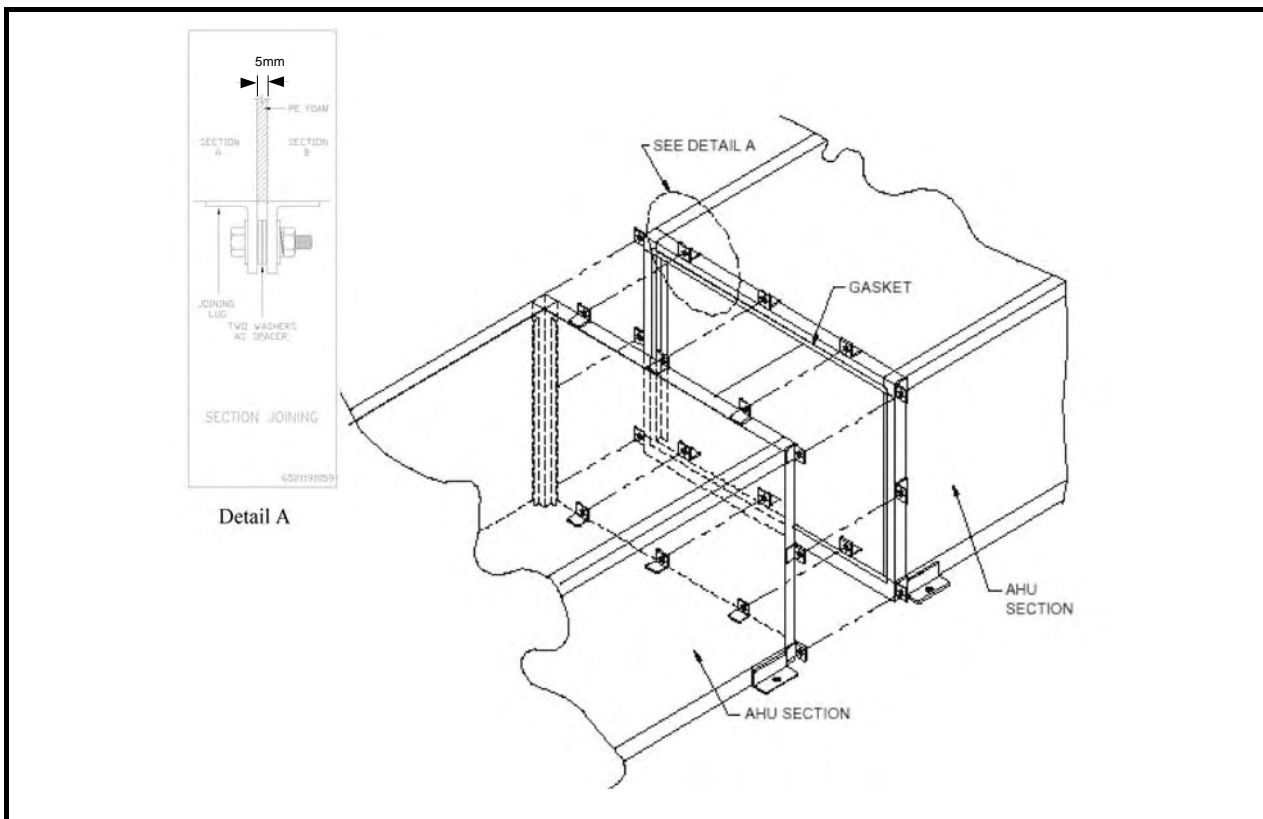 5mm
PE FOAM
SECTION
A
SECTION
B
JOINING
LUG
TWO WASHERS
AS SPACER
SECTION JOINING
Detail A
SEE DETAIL A
GASKET
AHU
SECTION
AHU SECTION